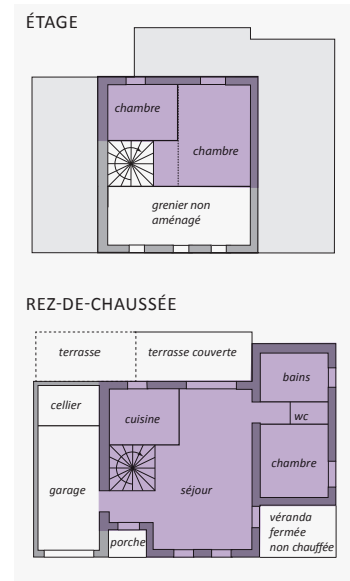 ÉTAGE
chambre
chambre
grenier non
aménagé
REZ-DE-CHAUSSÉE
terrasse
terrasse couverte
bains
cellier
cuisine
wc
chambre
garage
séjour
porche
véranda
fermée
non chauffée